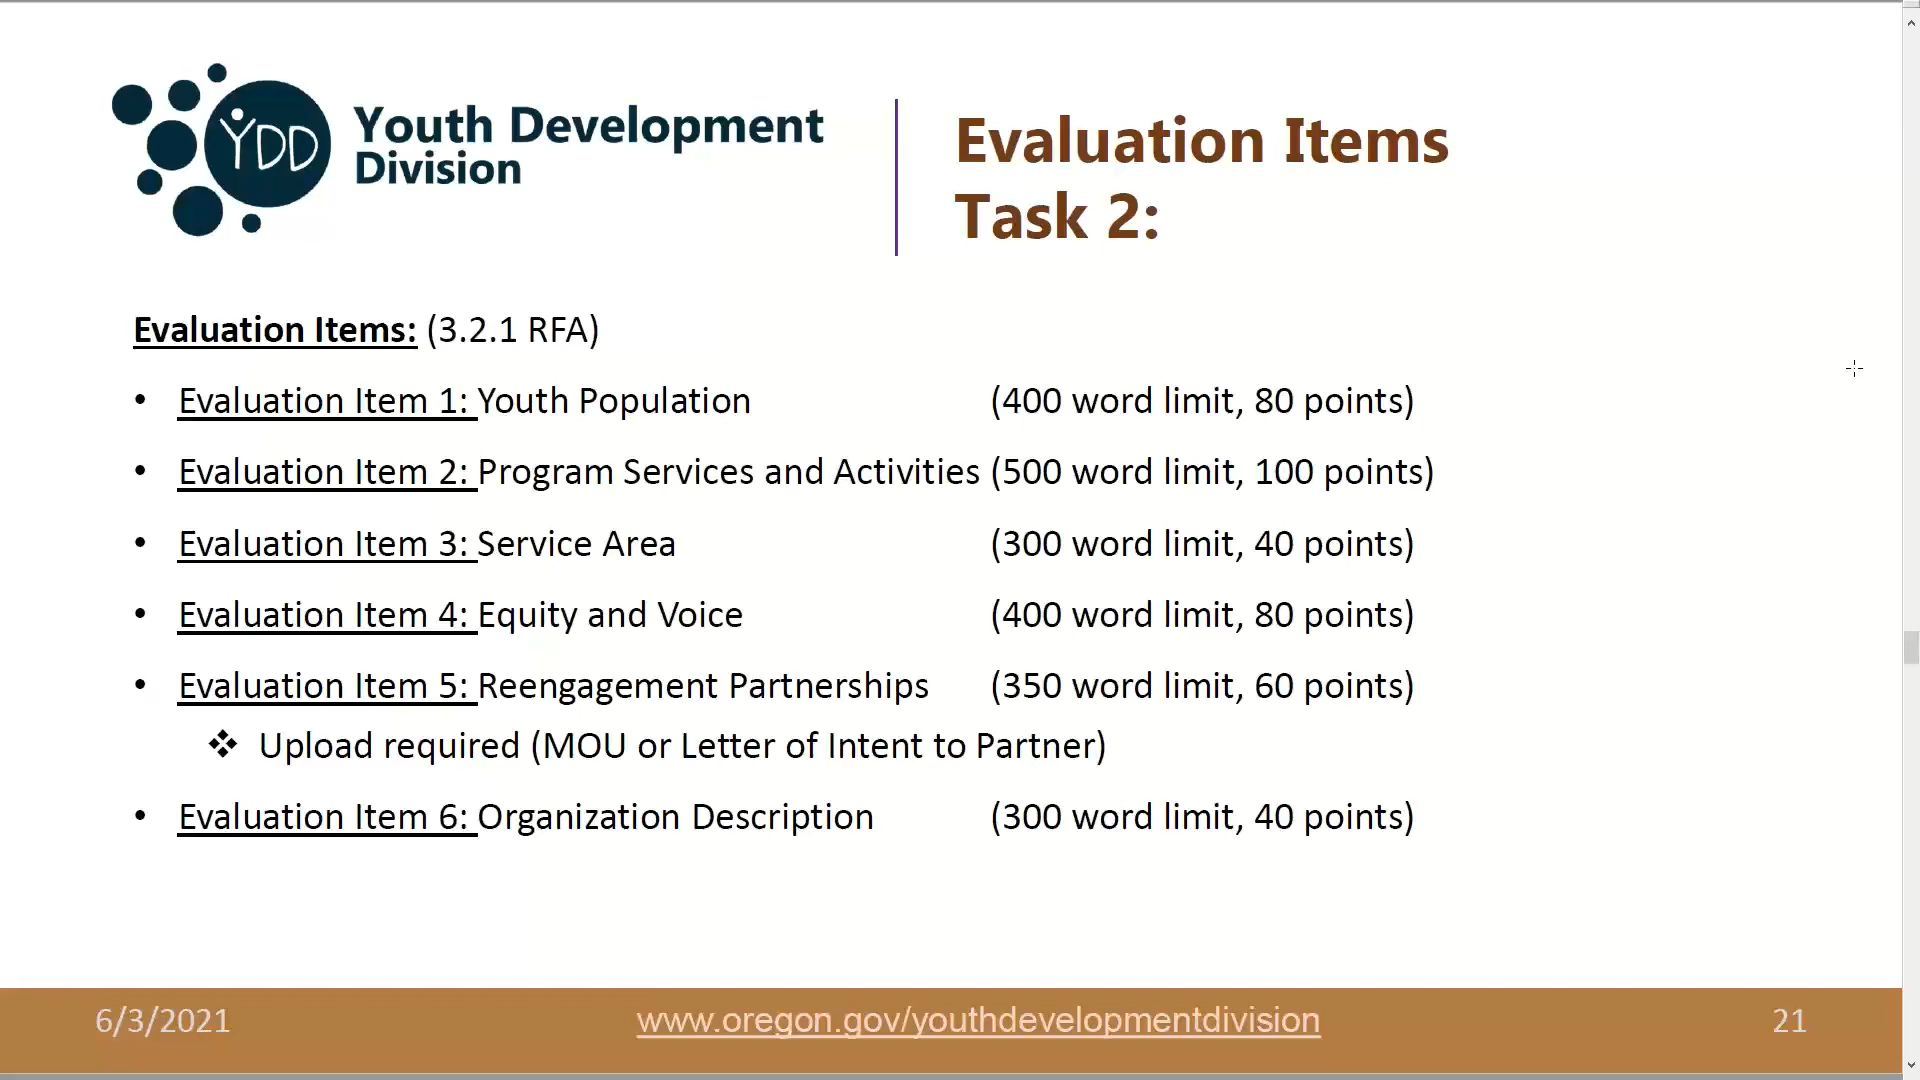 YDD
Youth Development
Division
Evaluation Items
Task 2:
Evaluation Items: (3.2.1 RFA)
• Evaluation Item 1: Youth Population (400 word limit, 80 points)
• Evaluation Item 2: Program Services and Activities (500 word limit, 100 points)
• Evaluation Item 3: Service Area (300 word limit, 40 points)
• Evaluation Item 4: Equity and Voice (400 word limit, 80 points)
• Evaluation Item 5: Reengagement Partnerships (350 word limit, 60 points)
❖ Upload required (MOU or Letter of Intent to Partner)
• Evaluation Item 6: Organization Description (300 word limit, 40 points)
6/3/2021 www.oregon.gov/youthdevelopmentdivision 21